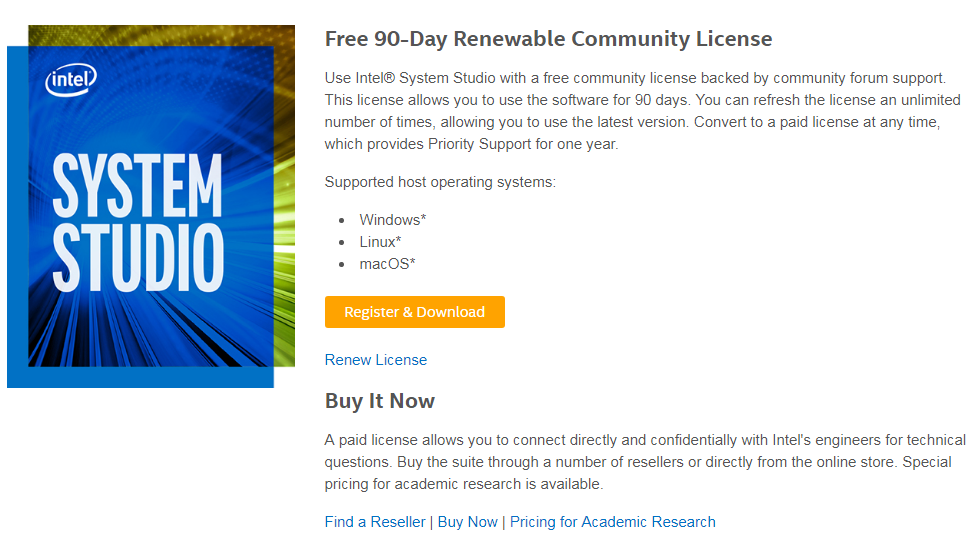 intel
SYSTEM
STUDIO
Free 90-Day Renewable Community License
Use Intel® System Studio with a free community license backed by community forum support.
This license allows you to use the software for 90 days. You can refresh the license an unlimited
number of times, allowing you to use the latest version. Convert to a paid license at any time,
which provides Priority Support for one year.
Supported host operating systems:
• Windows*
• Linux*
• macOS*
Register & Download
Renew License
Buy It Now
A paid license allows you to connect directly and confidentially with Intel's engineers for technical
questions. Buy the suite through a number of resellers or directly from the online store. Special
pricing for academic research is available.
Find a Reseller | Buy Now | Pricing for Academic Research